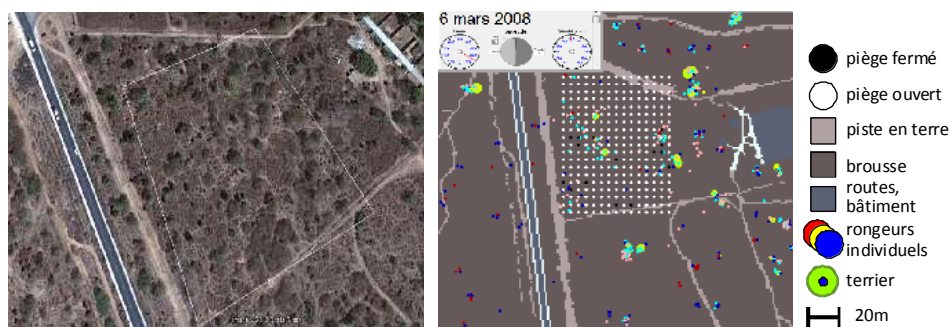 6 mars 2008
piège fermé
piège ouvert
piste en terre
brousse
routes,
bâtiment
rongeurs
individuels
terrier
20m